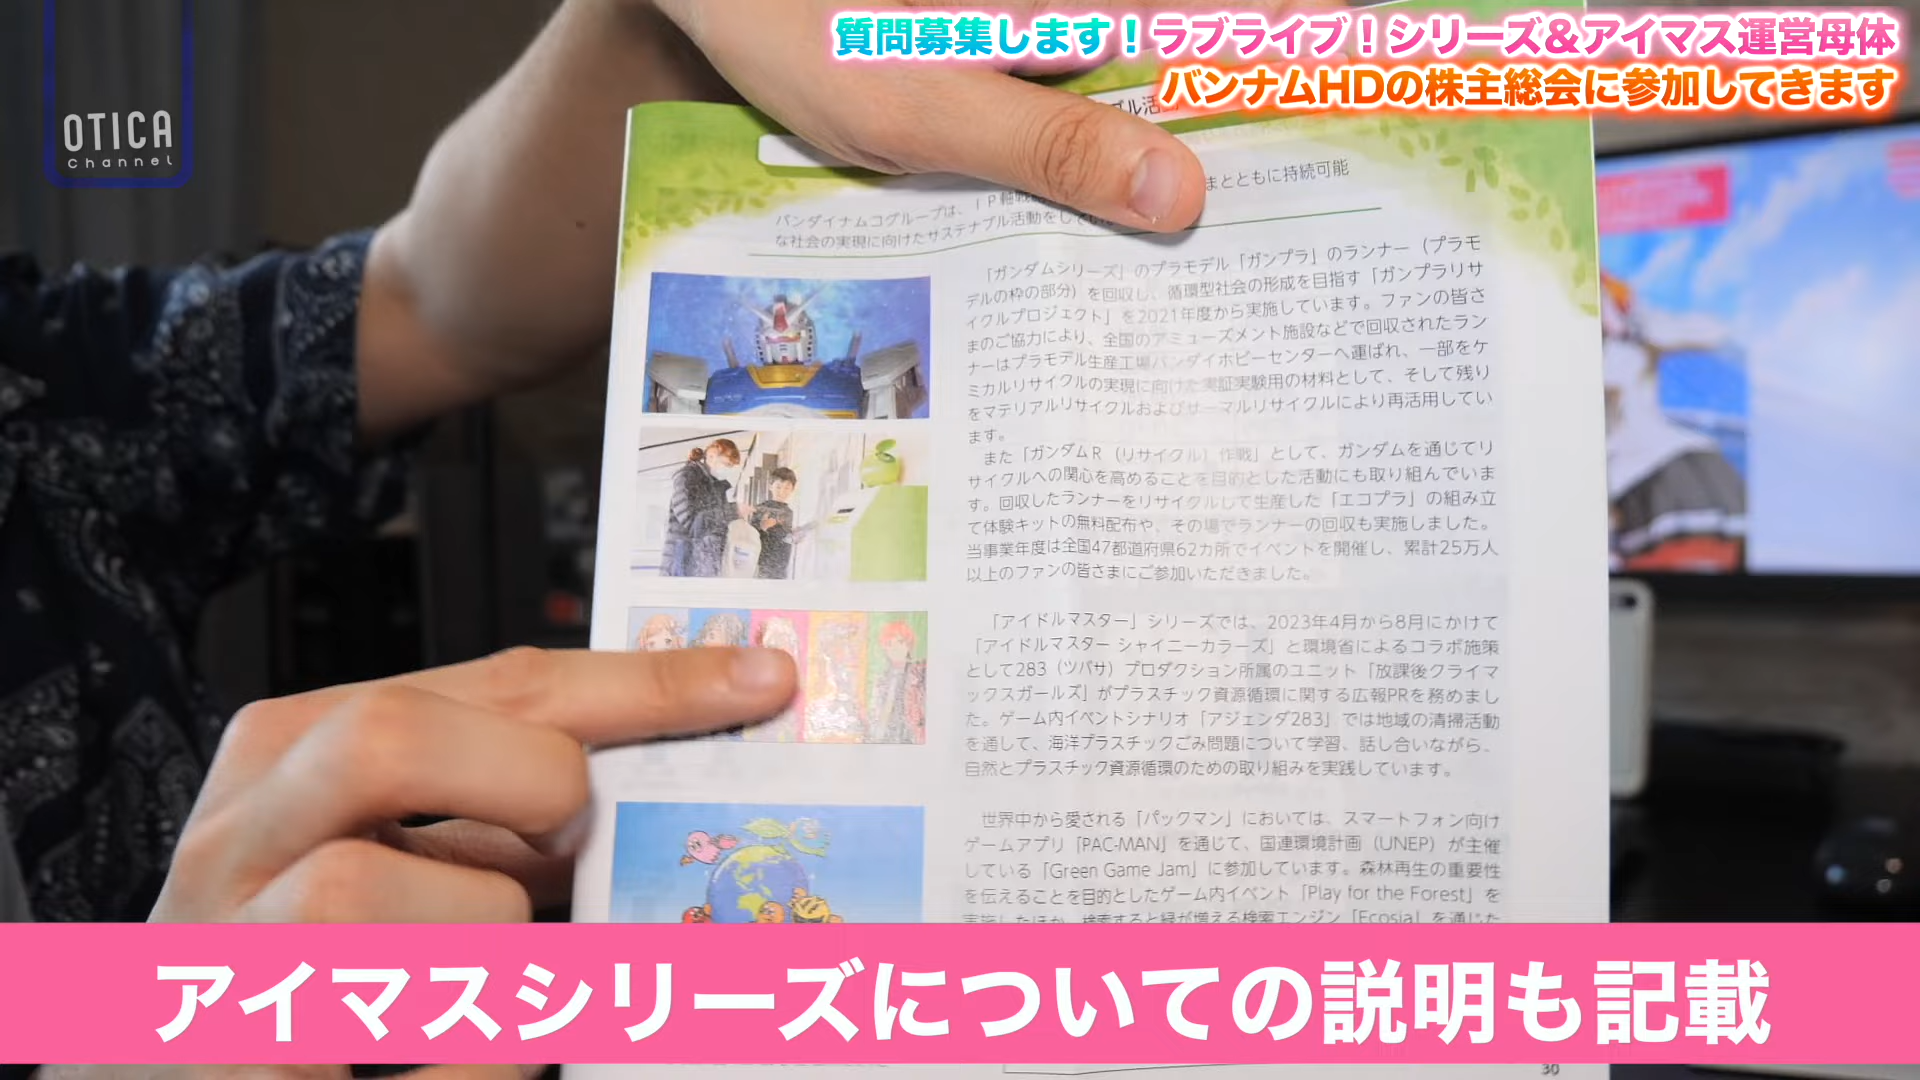 質問募集します！ラブライブ！シリーズ＆アイマス運営母体
バンナムHDの株主総会に参加してきます
OTICA
Channel
ブル活
バンダイナムコグループは、IP軸戦
まとともに持続可能
な社会の実現に向けたサステナブル活動をしてい
「ガンダムシリーズ」のプラモデル「ガンプラ」のランナー（プラモ
デルの枠の部分）を回収し、循環型社会の形成を目指す「ガンプラリサ
イクルプロジェクト」を2021年度から実施しています。ファンの皆さ
まのご協力により、全国のアミューズメント施設などで回収されたラン
ナーはプラモデル生産工場バンダイホビーセンターへ運ばれ、一部をケ
ミカルリサイクルの実現に向けた実証実験用の材料として、そして残り
をマテリアルリサイクルおよびサーマルリサイクルにより再活用してい
ます。
また「ガンダムR（リサイクル）作戦」として、ガンダムを通じてリ
サイクルへの関心を高めることを目的とした活動にも取り組んでいま
す。回収したランナーをリサイクルして生産した「エコプラ」の組み立
て体験キットの無料配布や、その場でランナーの回収も実施しました。
当事業年度は全国47都道府県62カ所でイベントを開催し、累計25万人
以上のファンの皆さまにご参加いただきました。
「アイドルマスター」シリーズでは、2023年4月から8月にかけて
「アイドルマスター シャイニーカラーズ」と環境省によるコラボ施策
として283（ツバサ）プロダクション所属のユニット「放課後クライマ
ックスガールズ」がプラスチック資源循環に関する広報PRを務めまし
た。ゲーム内イベントシナリオ「アジェンダ283」では地域の清掃活動
を通して、海洋プラスチックごみ問題について学習、話し合いながら、
自然とプラスチック資源循環のための取り組みを実践しています。
世界中から愛される「パックマン」においては、スマートフォン向け
ゲームアプリ「PAC-MAN」を通じて、国連環境計画（UNEP）が主催
している「Green Game Jam」に参加しています。森林再生の重要性
を伝えることを目的としたゲーム内イベント「Play for the Forest」を
実施したほか、検索すると緑が増える検索エンジン「Ecosia」を通じた
アイマスシリーズについての説明も記載
30